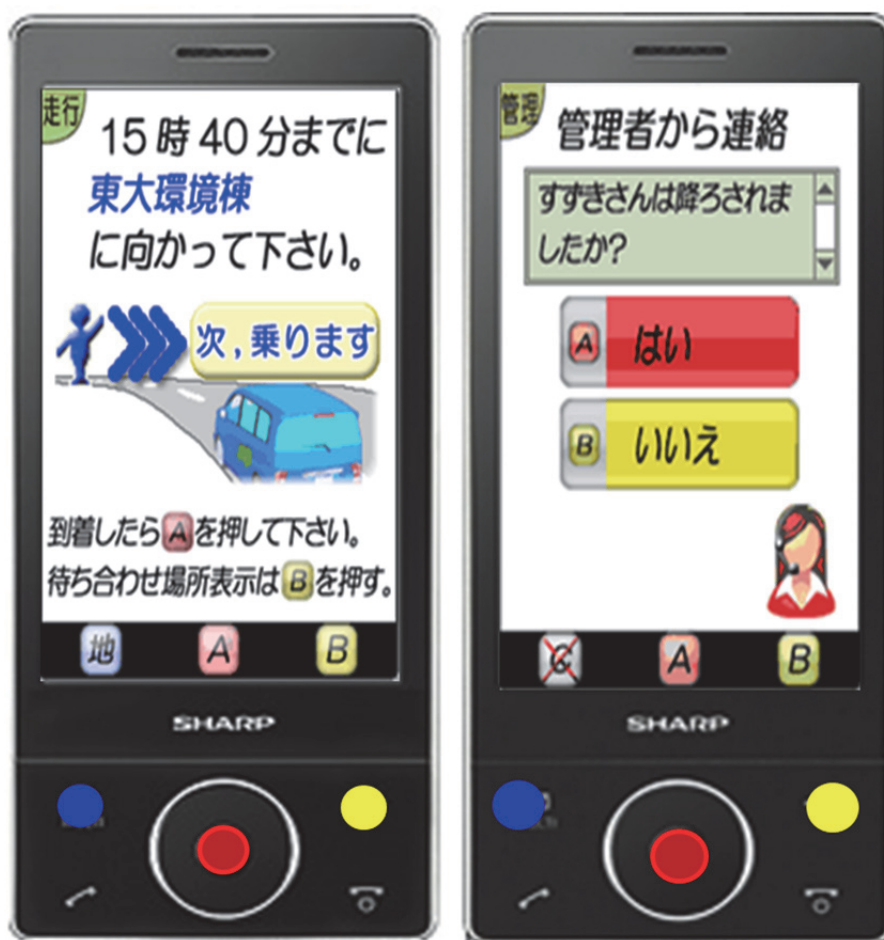 走行
15時40分までに
東大環境棟
に向かって下さい。
次,乗ります
到着したらAを押して下さい。
待ち合わせ場所表示はBを押す。
地 A B
SHARP
管理
管理者から連絡
すずきさんは降ろされま
したか?
A はい
B いいえ
C A B
SHARP